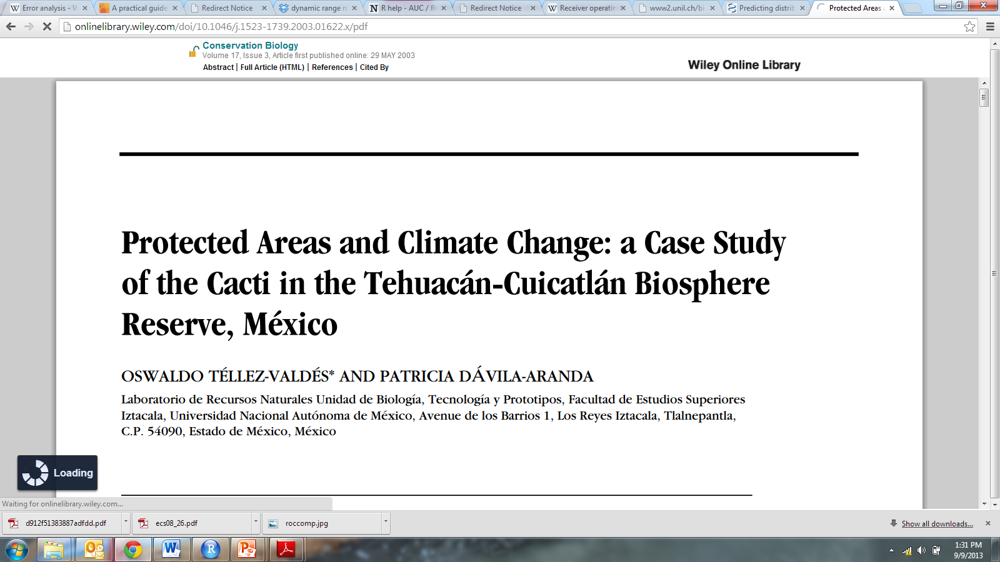 Error analysis - W
A practical guide
Redirect Notice
dynamic range m
R help - AUC / R
Redirect Notice
Receiver operatin
www2.unil.ch/bi
Predicting distrib
Protected Areas
onlinelibrary.wiley.com/doi/10.1046/j.1523-1739.2003.01622.x/pdf
Conservation Biology
Volume 17, Issue 3, Article first published online: 29 MAY 2003
Abstract | Full Article (HTML) | References | Cited By
Wiley Online Library
Protected Areas and Climate Change: a Case Study
of the Cacti in the Tehuacán-Cuicatlán Biosphere
Reserve, México
OSWALDO TÉLLEZ-VALDÉS* AND PATRICIA DÁVILA-ARANDA
Laboratorio de Recursos Naturales Unidad de Biología, Tecnología y Prototipos, Facultad de Estudios Superiores
Iztacala, Universidad Nacional Autónoma de México, Avenue de los Barrios 1, Los Reyes Iztacala, Tlalnepantla,
C.P. 54090, Estado de México, México
Loading
Waiting for onlinelibrary.wiley.com...
d912f51383887adfdd.pdf
ecs08_26.pdf
roccomp.jpg
Show all downloads...
1:31 PM
9/9/2013